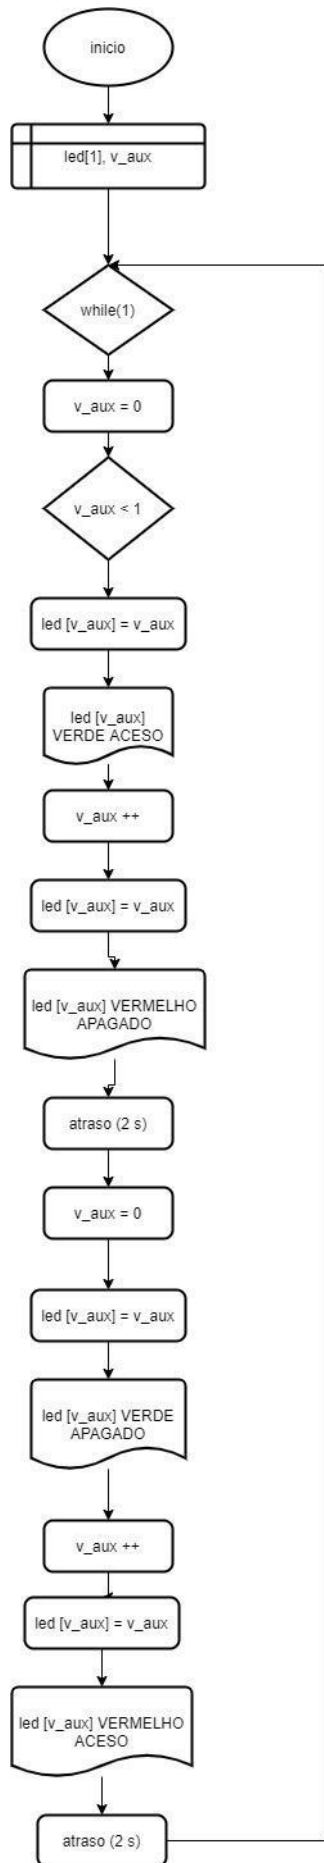 inicio
led[1], v_aux
while(1)
v_aux = 0
v_aux < 1
led [v_aux] = v_aux
led [v_aux]
VERDE ACESO
v_aux ++
led [v_aux] = v_aux
led [v_aux] VERMELHO
APAGADO
atraso (2 s)
v_aux = 0
led [v_aux] = v_aux
led [v_aux] VERDE
APAGADO
v_aux ++
led [v_aux] = v_aux
led [v_aux] VERMELHO
ACESO
atraso (2 s)